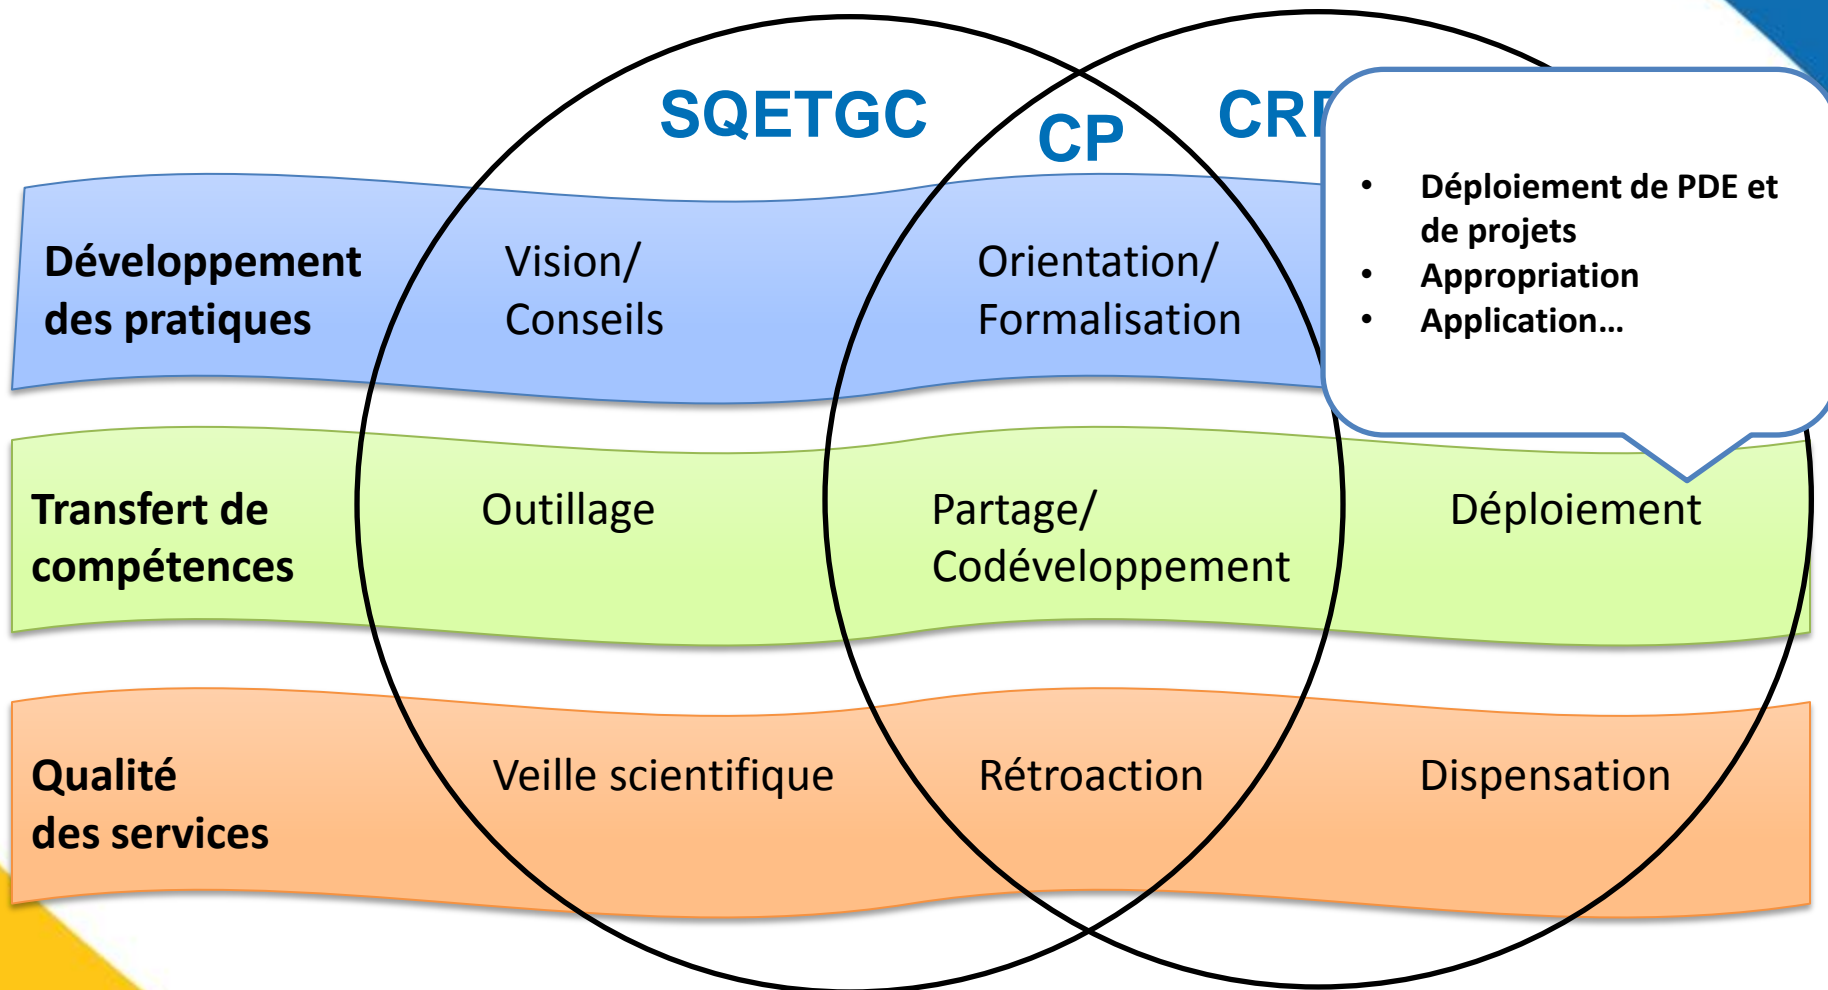 SQETGC
CP
• Déploiement de PDE et
de projets
• Appropriation
• Application...
Développement
des pratiques
Vision/
Conseils
Orientation/
Formalisation
Transfert de
compétences
Outillage
Partage/
Codéveloppement
Déploiement
Qualité
des services
Veille scientifique
Rétroaction
Dispensation